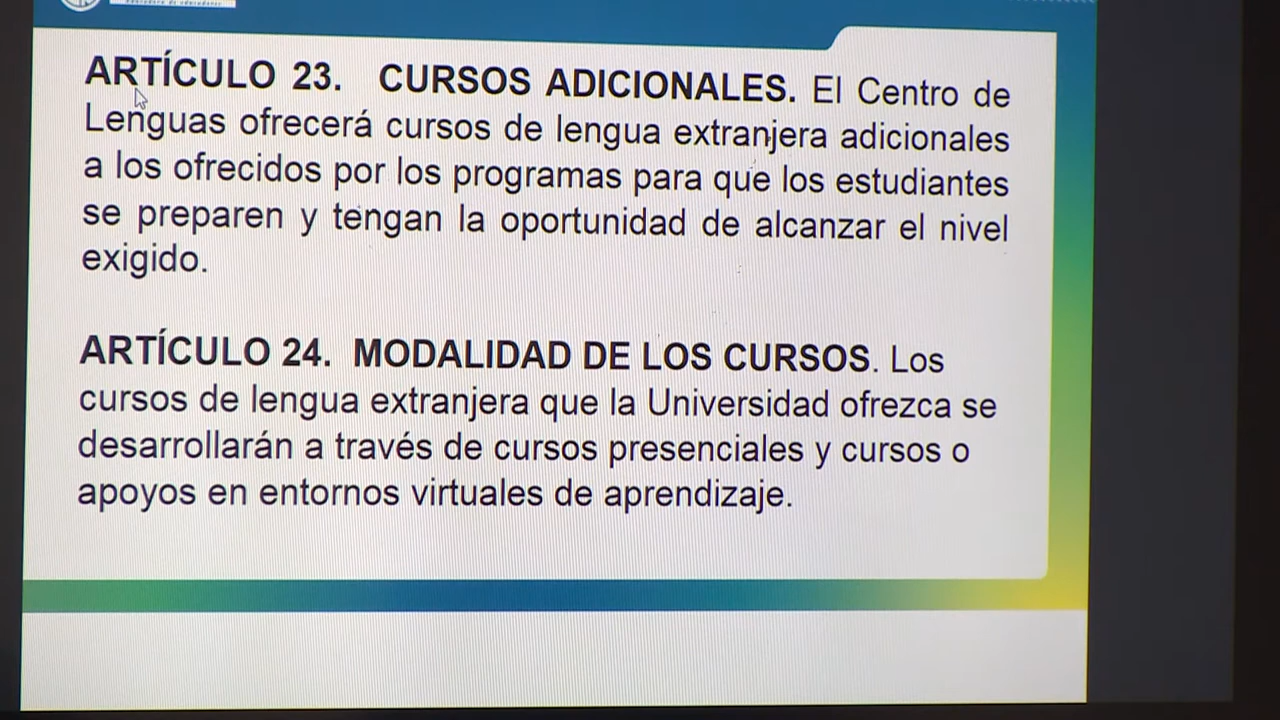 ARTÍCULO 23. CURSOS ADICIONALES. El Centro de
Lenguas ofrecerá cursos de lengua extranjera adicionales
a los ofrecidos por los programas para que los estudiantes
se preparen y tengan la oportunidad de alcanzar el nivel
exigido.
ARTÍCULO 24. MODALIDAD DE LOS CURSOS. Los
cursos de lengua extranjera que la Universidad ofrezca se
desarrollarán a través de cursos presenciales y cursos o
apoyos en entornos virtuales de aprendizaje.